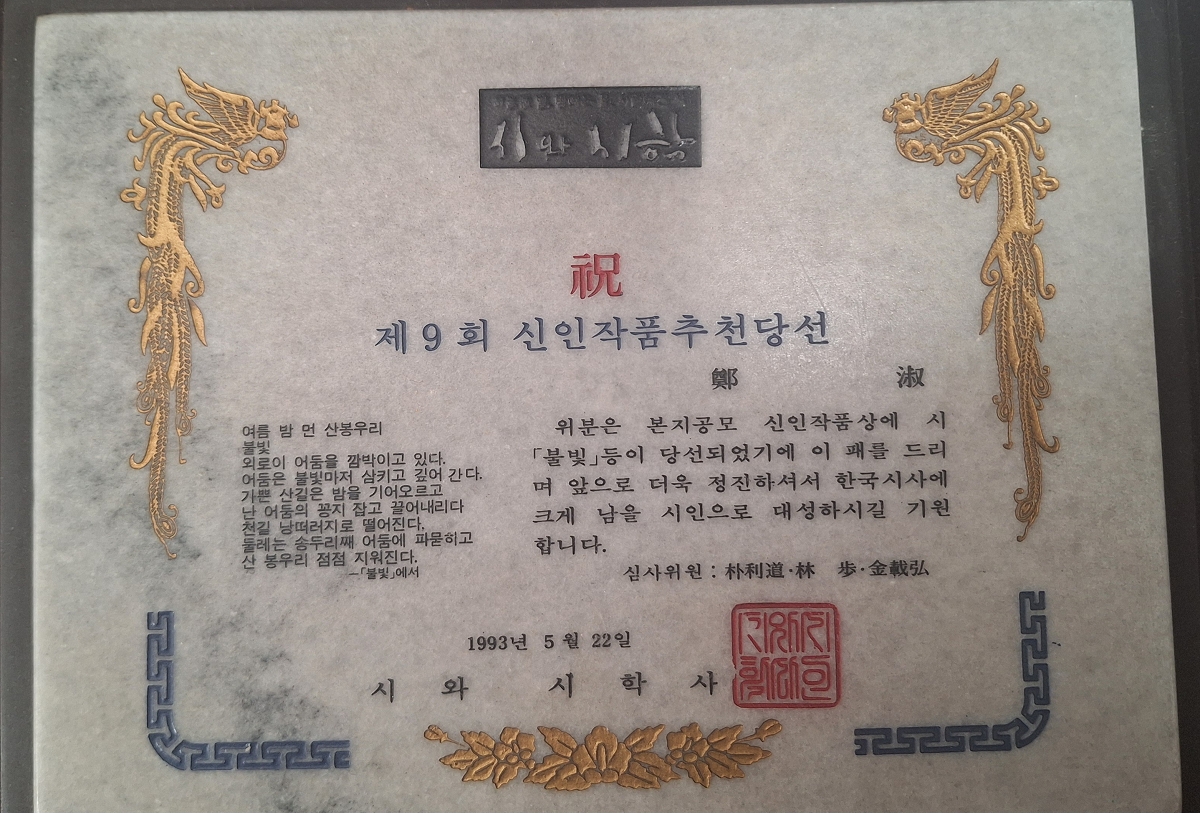 시와 시학
祝
제9회 신인작품추천당선
鄭 淑
여름 밤 먼 산봉우리
불빛
외로이 어둠을 깜박이고 있다.
어둠은 불빛마저 삼키고 깊어 간다.
가쁜 산길은 밤을 기어오르고
난 어둠의 꽁지 잡고 끌어내리다
천길 낭떠러지로 떨어진다.
둘레는 송두리째 어둠에 파묻히고
산 봉우리 점점 지워진다.
―「불빛」에서
위분은 본지공모 신인작품상에 시
「불빛」등이 당선되었기에 이 패를 드리
며 앞으로 더욱 정진하셔서 한국시사에
크게 남을 시인으로 대성하시길 기원
합니다.
심사위원 : 朴利道·林 步·金載弘
1993년 5월 22일
시 와 시 학 사